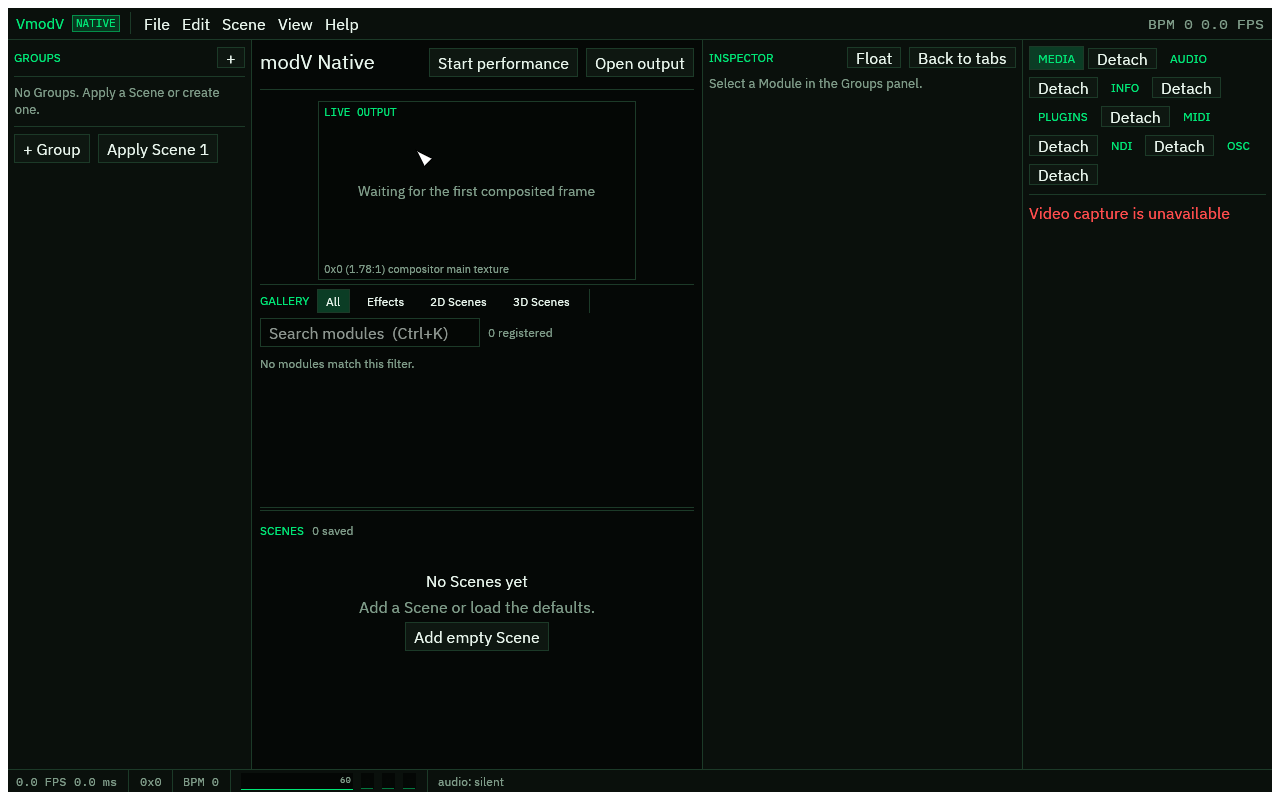 VmodV NATIVE File Edit Scene View Help BPM 0 0.0 FPS
GROUPS +
No Groups. Apply a Scene or create
one.
+ Group Apply Scene 1
modV Native Start performance Open output
LIVE OUTPUT
Waiting for the first composited frame
0x0 (1.78:1) compositor main texture
GALLERY All Effects 2D Scenes 3D Scenes
Search modules (Ctrl+K) 0 registered
No modules match this filter.
SCENES 0 saved
No Scenes yet
Add a Scene or load the defaults.
Add empty Scene
INSPECTOR Float Back to tabs
Select a Module in the Groups panel.
MEDIA Detach AUDIO
Detach INFO Detach
PLUGINS Detach MIDI
Detach NDI Detach OSC
Detach
Video capture is unavailable
0.0 FPS 0.0 ms 0x0 BPM 0 60 audio: silent